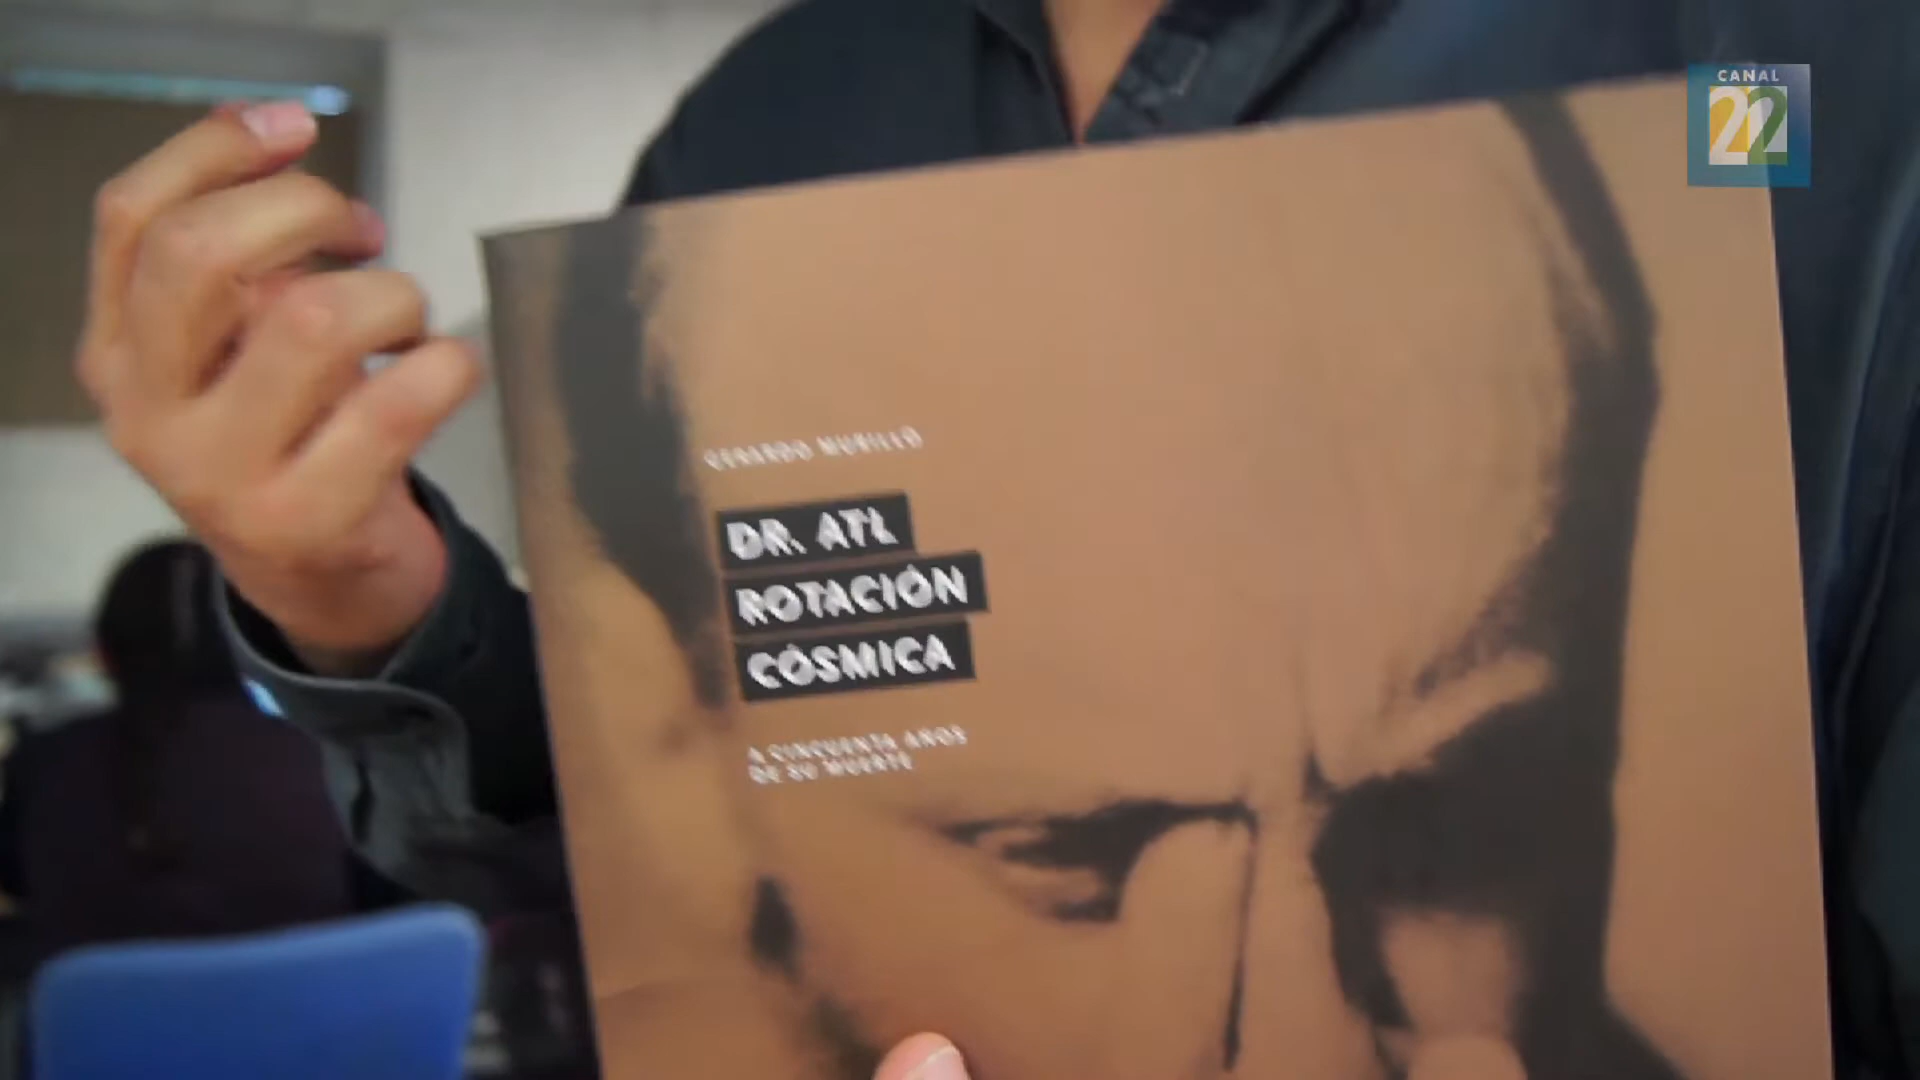 CANAL
22
GERARDO MURILLO
DR. ATL
ROTACIÓN
CÓSMICA
A CINCUENTA AÑOS
DE SU MUERTE